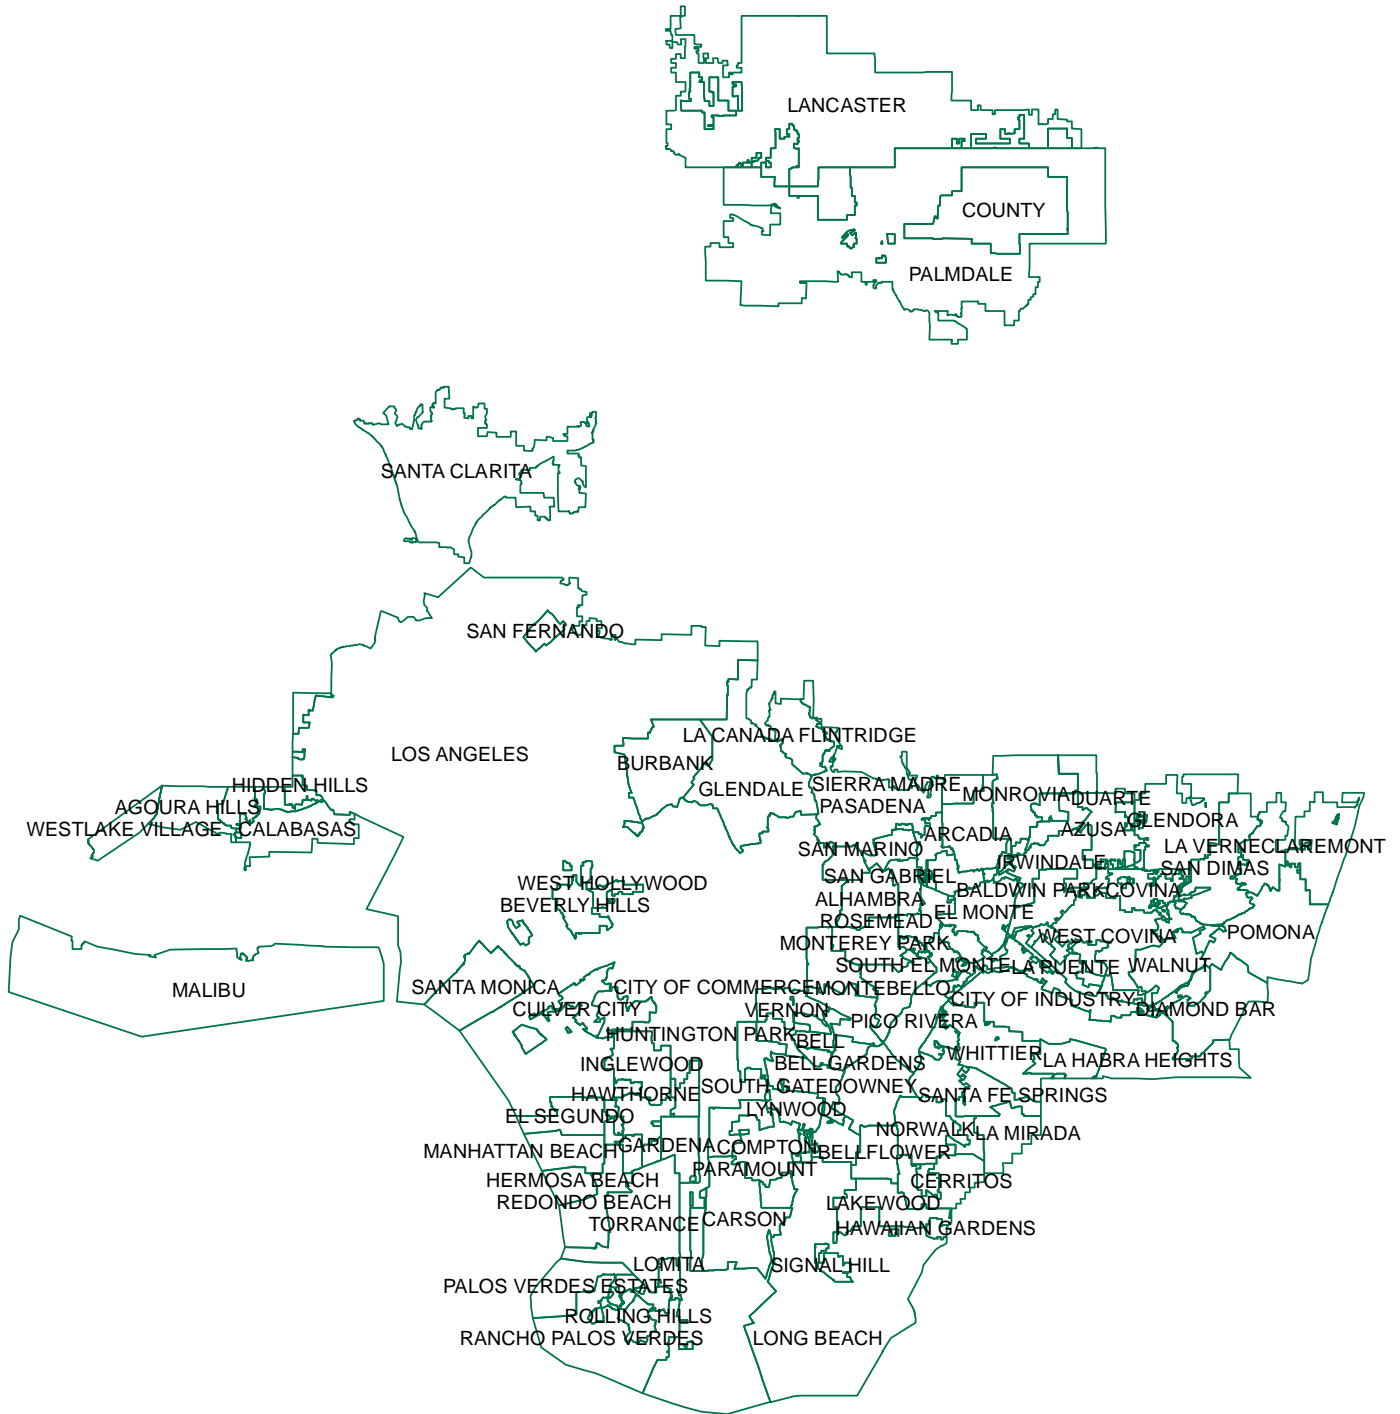 LANCASTER
COUNTY
PALMDALE
SANTA CLARITA
SAN FERNANDO
LA CANADA FLINTRIDGE
LOS ANGELES
BURBANK
HIDDEN HILLS
SIERRA MADRE
GLENDALE
MONROVIA
DUARTE
AGOURA HILLS
PASADENA
GLENDORA
WESTLAKE VILLAGE
CALABASAS
ARCADIA
AZUSA
SAN MARINO
LA VERNE
CLAREMONT
IRWINDALE
SAN DIMAS
SAN GABRIEL
WEST HOLLYWOOD
BALDWIN PARK
COVINA
ALHAMBRA
BEVERLY HILLS
EL MONTE
ROSEMEAD
POMONA
WEST COVINA
MONTEREY PARK
SOUTH EL MONTE
LA PUENTE
WALNUT
MALIBU
SANTA MONICA
CITY OF COMMERCE
MONTEBELLO
CITY OF INDUSTRY
CULVER CITY
VERNON
DIAMOND BAR
PICO RIVERA
HUNTINGTON PARK
BELL
WHITTIER
LA HABRA HEIGHTS
INGLEWOOD
BELL GARDENS
SOUTH GATE
DOWNEY
HAWTHORNE
SANTA FE SPRINGS
LYNWOOD
EL SEGUNDO
NORWALK
LA MIRADA
GARDENA
COMPTON
MANHATTAN BEACH
BELLFLOWER
PARAMOUNT
HERMOSA BEACH
CERRITOS
REDONDO BEACH
LAKEWOOD
TORRANCE
CARSON
HAWAIIAN GARDENS
LOMITA
SIGNAL HILL
PALOS VERDES ESTATES
ROLLING HILLS
RANCHO PALOS VERDES
LONG BEACH